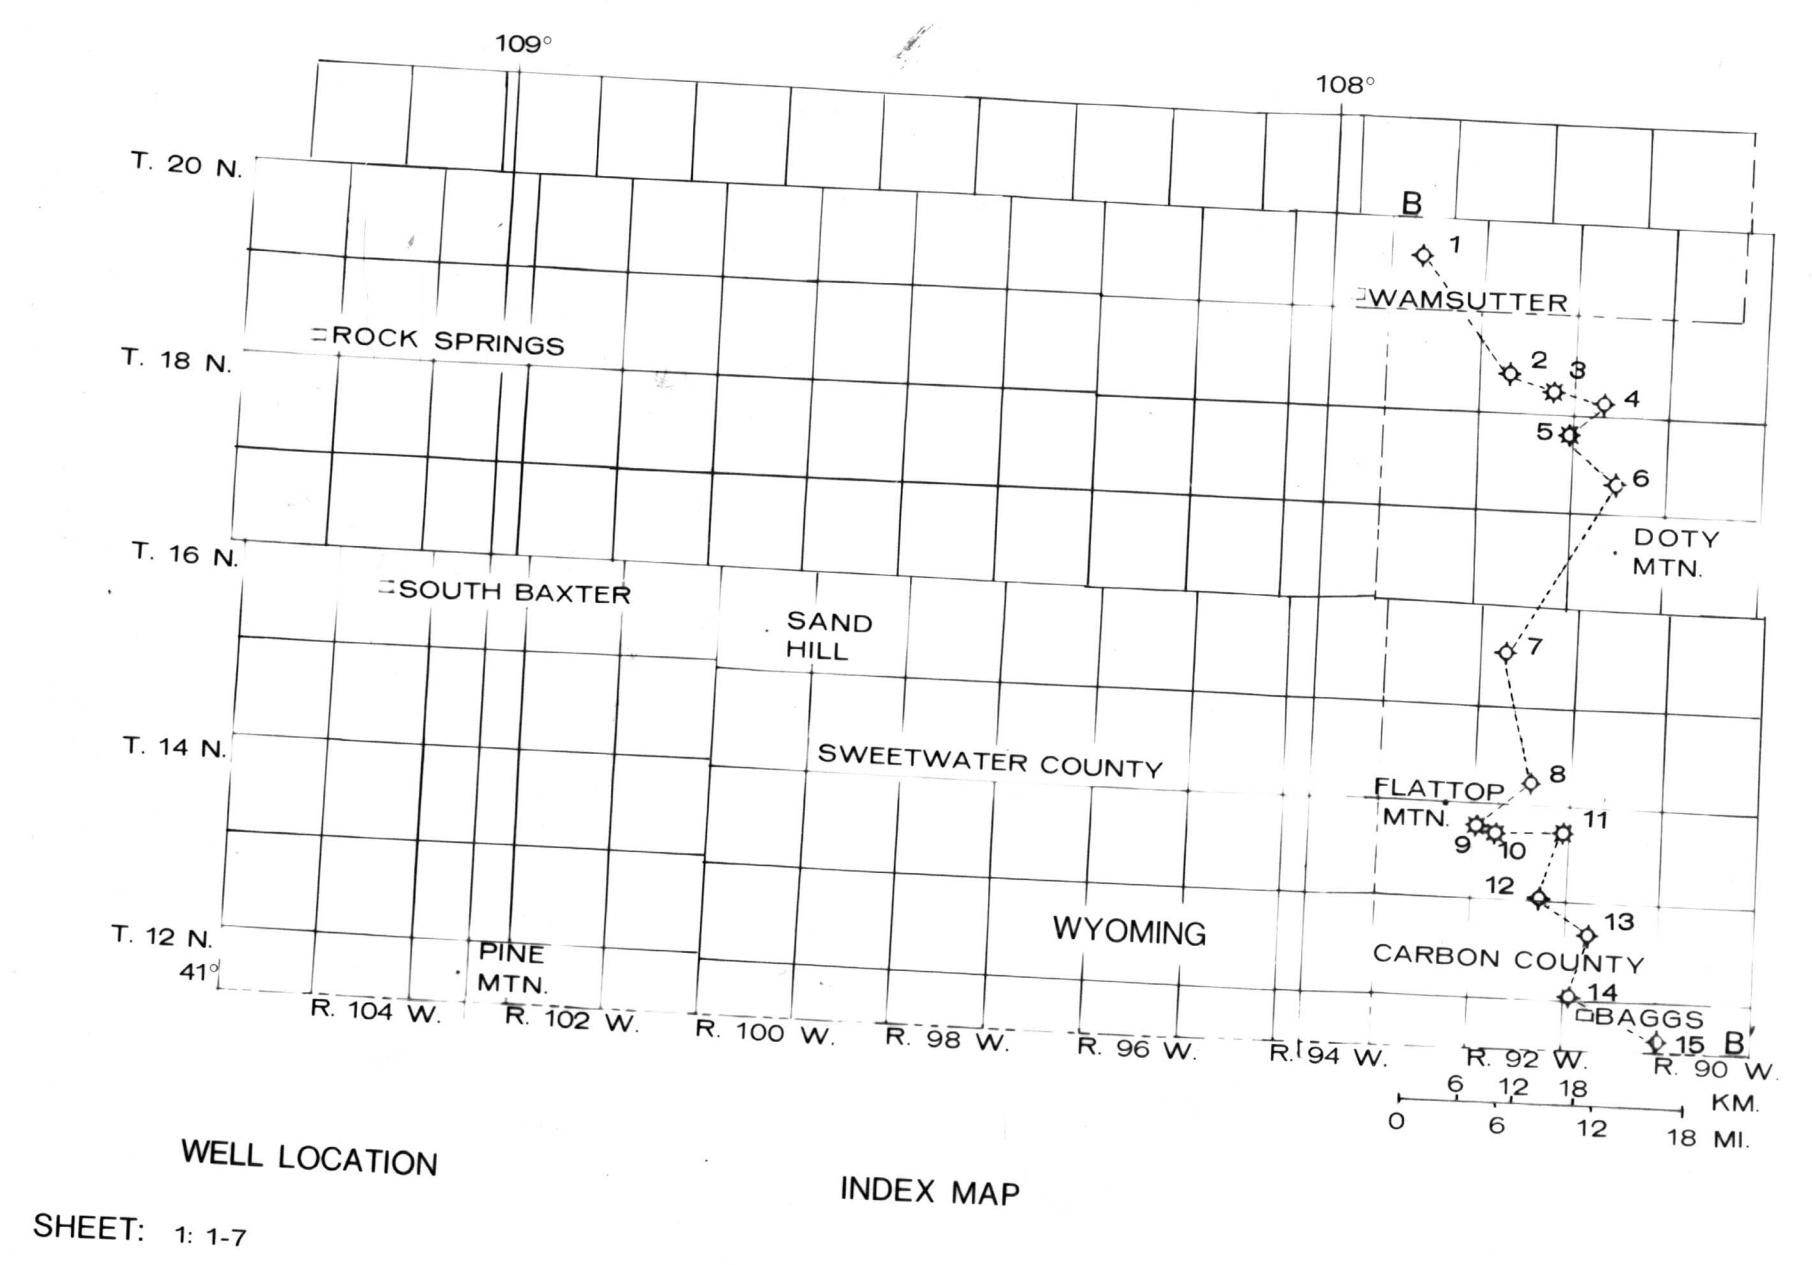 109°
108°
T. 20 N.
B
1
WAMSUTTER
ROCK SPRINGS
T. 18 N.
2
3
4
5
6
DOTY
MTN.
T. 16 N.
SOUTH BAXTER
SAND
HILL
7
T. 14 N.
SWEETWATER COUNTY
8
FLATTOP
MTN.
9
10
11
12
13
WYOMING
T. 12 N.
41°
PINE
MTN.
CARBON COUNTY
14
BAGGS
15
B'
R. 104 W.
R. 102 W.
R. 100 W.
R. 98 W.
R. 96 W.
R. 94 W.
R. 92 W.
R. 90 W.
6 12 18 KM.
0 6 12 18 MI.
WELL LOCATION
INDEX MAP
SHEET: 1: 1-7